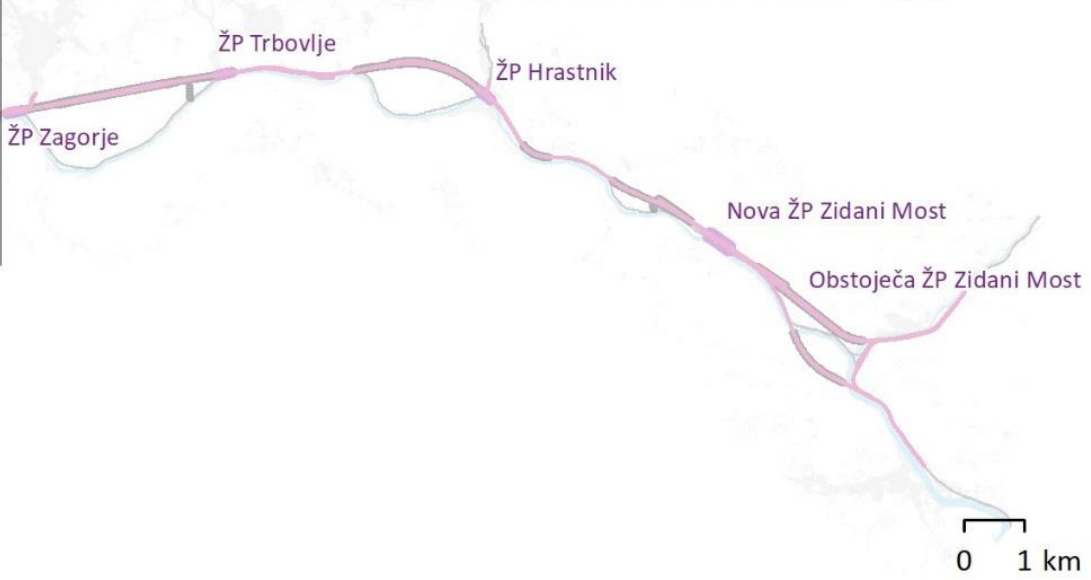 ŽP Trbovlje
ŽP Hrastnik
ŽP Zagorje
Nova ŽP Zidani Most
Obstoječa ŽP Zidani Most
0 1 km